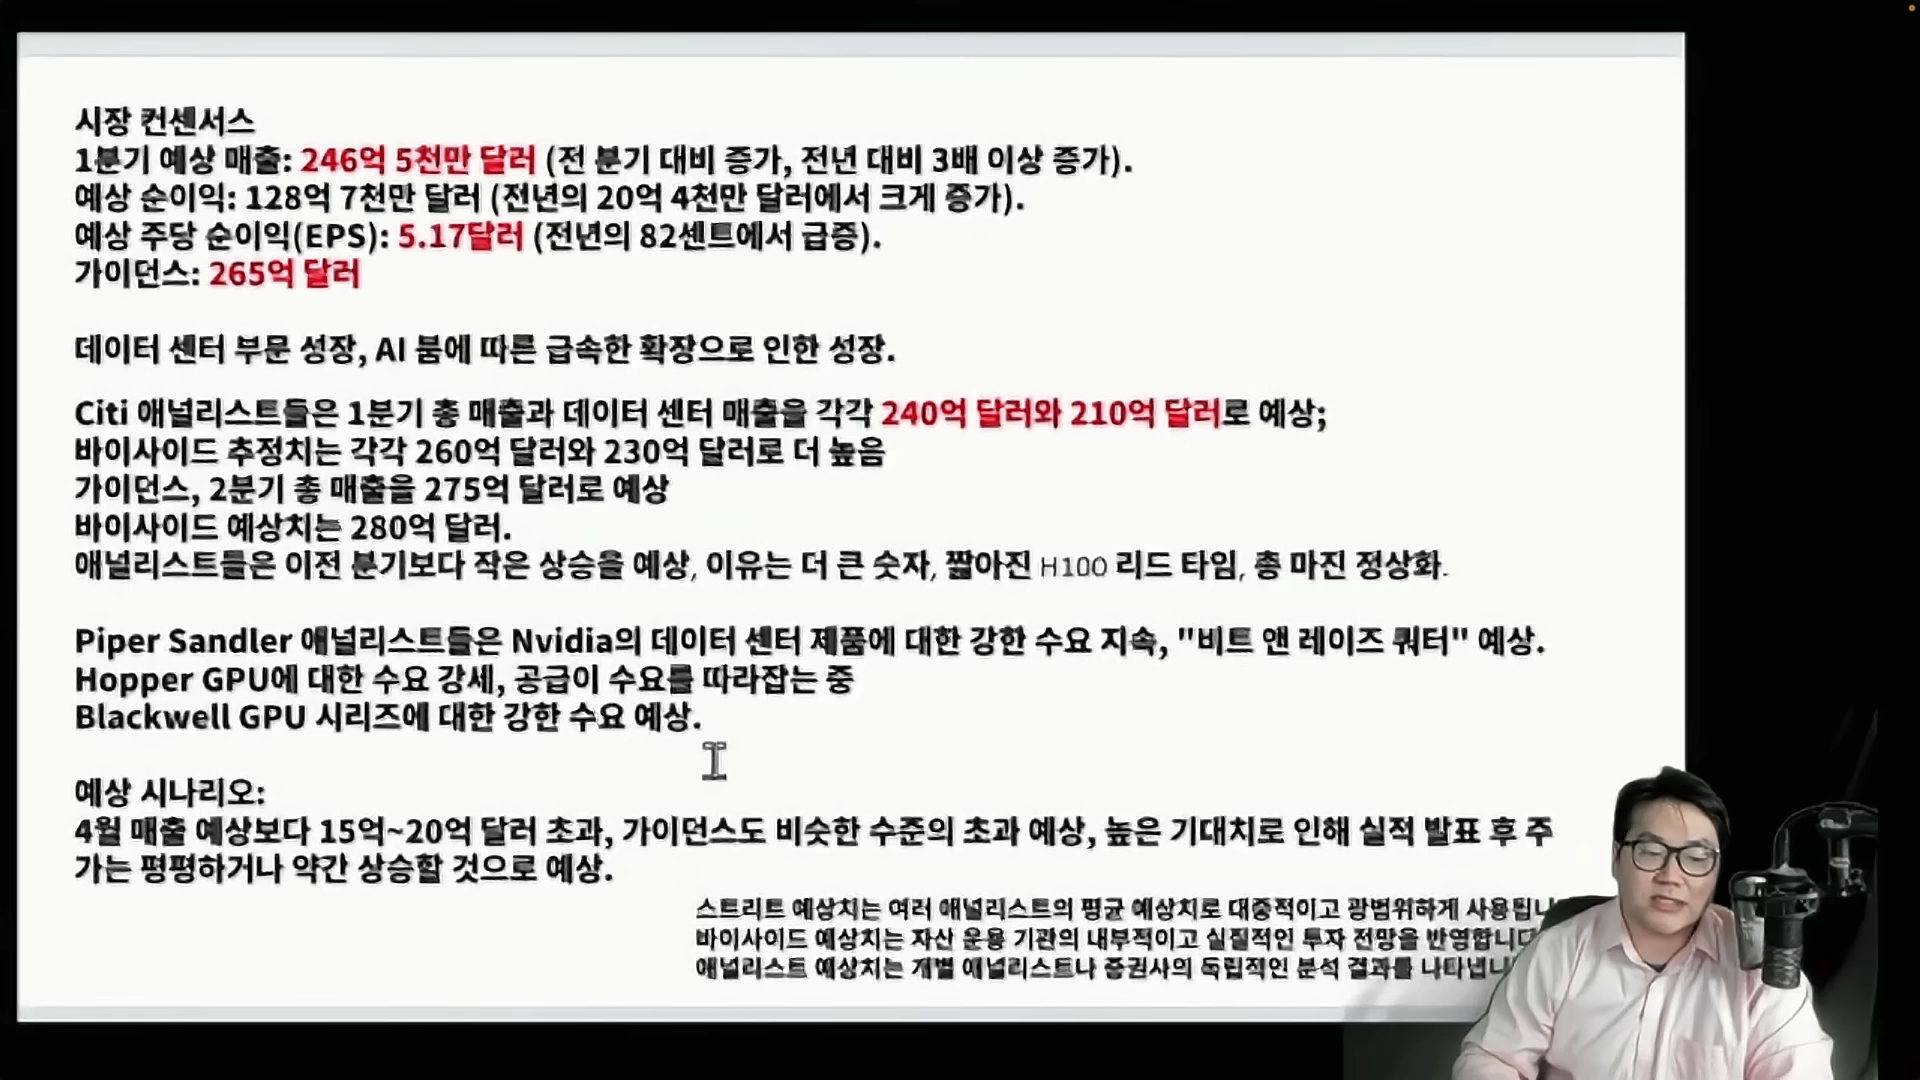 시장 컨센서스
1분기 예상 매출: 246억 5천만 달러 (전 분기 대비 증가, 전년 대비 3배 이상 증가).
예상 순이익: 128억 7천만 달러 (전년의 20억 4천만 달러에서 크게 증가).
예상 주당 순이익(EPS): 5.17달러 (전년의 82센트에서 급증).
가이던스: 265억 달러
데이터 센터 부문 성장, AI 붐에 따른 급속한 확장으로 인한 성장.
Citi 애널리스트들은 1분기 총 매출과 데이터 센터 매출을 각각 240억 달러와 210억 달러로 예상;
바이사이드 추정치는 각각 260억 달러와 230억 달러로 더 높음
가이던스, 2분기 총 매출을 275억 달러로 예상
바이사이드 예상치는 280억 달러.
애널리스트들은 이전 분기보다 작은 상승을 예상, 이유는 더 큰 숫자, 짧아진 H100 리드 타임, 총 마진 정상화.
Piper Sandler 애널리스트들은 Nvidia의 데이터 센터 제품에 대한 강한 수요 지속, "비트 앤 레이즈 쿼터" 예상.
Hopper GPU에 대한 수요 강세, 공급이 수요를 따라잡는 중
Blackwell GPU 시리즈에 대한 강한 수요 예상.
예상 시나리오:
4월 매출 예상보다 15억~20억 달러 초과, 가이던스도 비슷한 수준의 초과 예상, 높은 기대치로 인해 실적 발표 후 주
가는 평평하거나 약간 상승할 것으로 예상.
스트리트 예상치는 여러 애널리스트의 평균 예상치로 대중적이고 광범위하게
바이사이드 예상치는 자산 운용 기관의 내부적이고 실질적인 투자 전망을
애널리스트 예상치는 개별 애널리스트나 증권사의 독립적인 분석 결과를